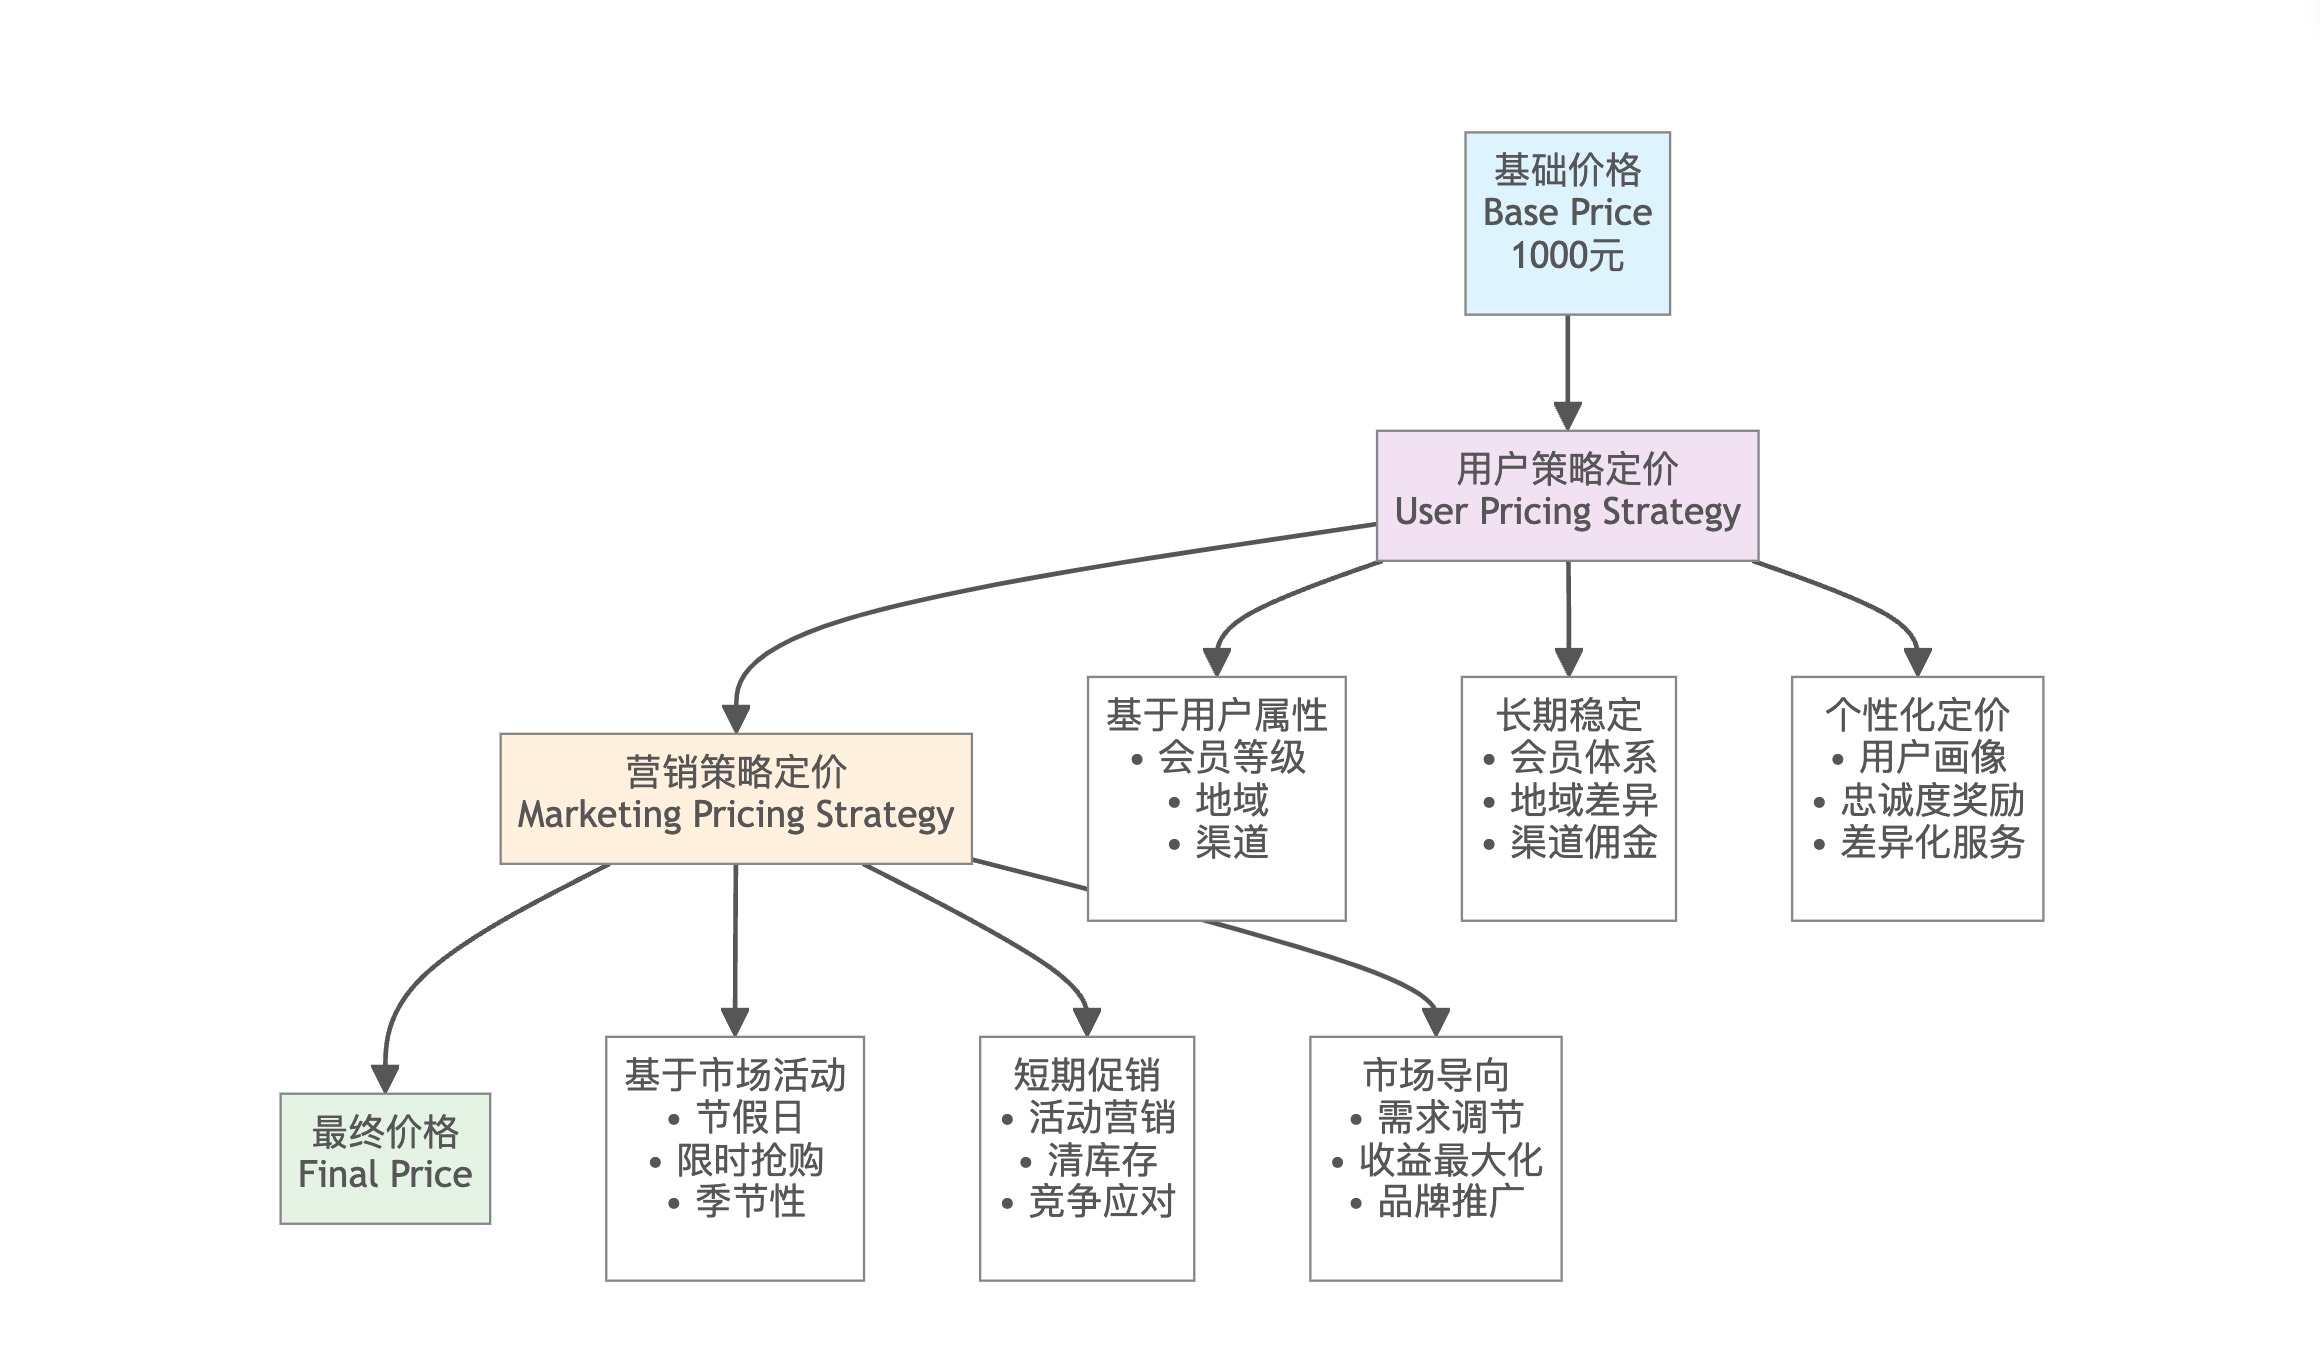 基础价格
Base Price
1000元
用户策略定价
User Pricing Strategy
基于用户属性
• 会员等级
• 地域
• 渠道
长期稳定
• 会员体系
• 地域差异
• 渠道佣金
个性化定价
• 用户画像
• 忠诚度奖励
• 差异化服务
营销策略定价
Marketing Pricing Strategy
最终价格
Final Price
基于市场活动
• 节假日
• 限时抢购
• 季节性
短期促销
• 活动营销
• 清库存
• 竞争应对
市场导向
• 需求调节
• 收益最大化
• 品牌推广